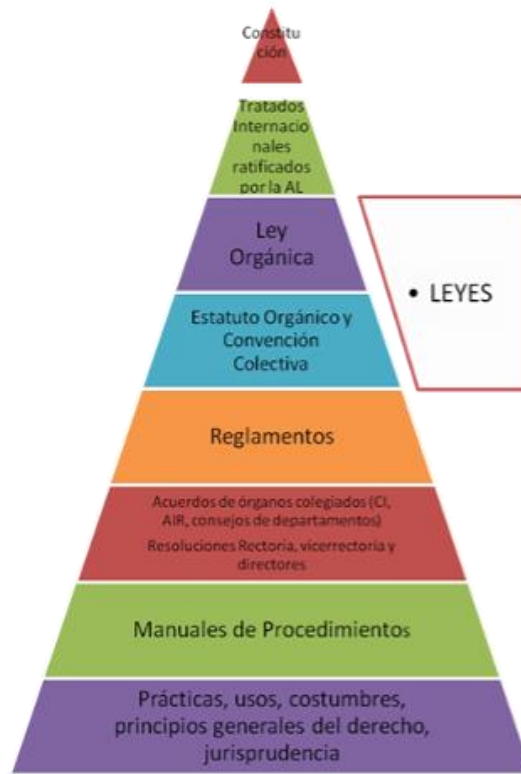 Constitu
ción
Tratados
Internacio
nales
ratificados
por la AL
Ley
Orgánica
• LEYES
Estatuto Orgánico y
Convención
Colectiva
Reglamentos
Acuerdos de órganos colegiados (CI,
AIR, consejos de departamentos)
Resoluciones Rectoria, vicerrectoria y
directores
Manuales de Procedimientos
Prácticas, usos, costumbres,
principios generales del derecho,
jurisprudencia